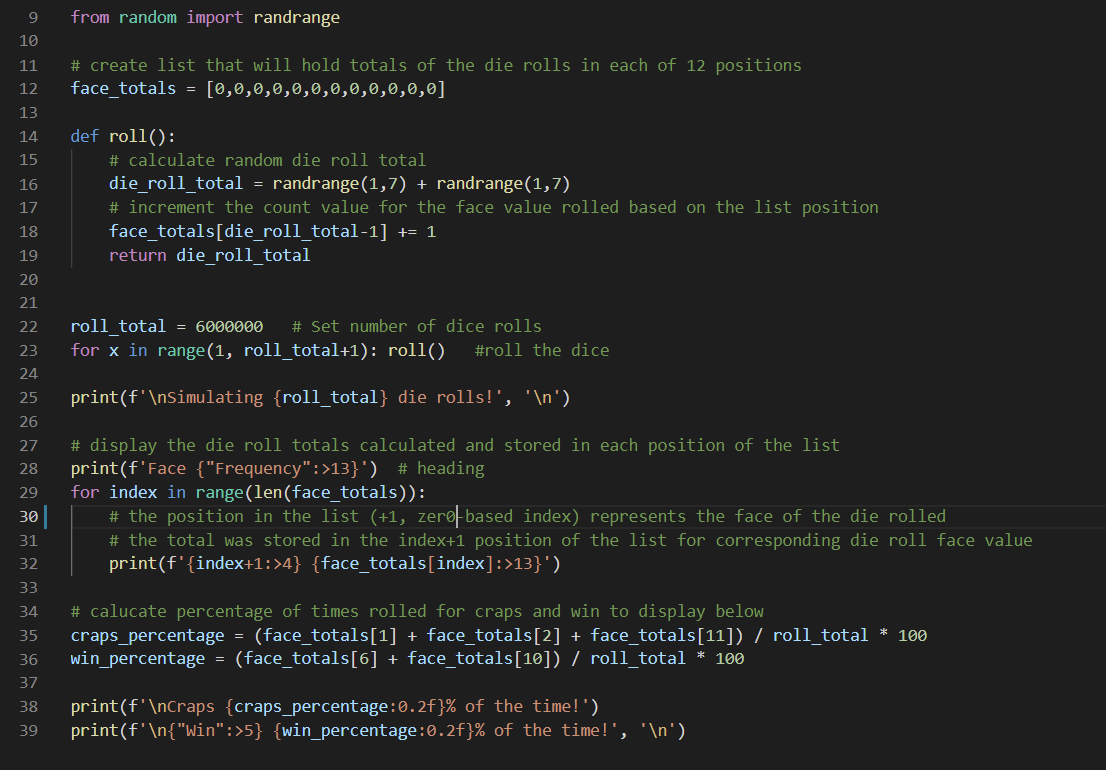 9 from random import randrange
10
11 # create list that will hold totals of the die rolls in each of 12 positions
12 face_totals = [0,0,0,0,0,0,0,0,0,0,0,0]
13
14 def roll():
15     # calculate random die roll total
16     die_roll_total = randrange(1,7) + randrange(1,7)
17     # increment the count value for the face value rolled based on the list position
18     face_totals[die_roll_total-1] += 1
19     return die_roll_total
20
21
22 roll_total = 6000000   # Set number of dice rolls
23 for x in range(1, roll_total+1): roll()   #roll the dice
24
25 print(f'\nSimulating {roll_total} die rolls!', '\n')
26
27 # display the die roll totals calculated and stored in each position of the list
28 print(f'Face {"Frequency":>13}')  # heading
29 for index in range(len(face_totals)):
30     # the position in the list (+1, zer0-based index) represents the face of the die rolled
31     # the total was stored in the index+1 position of the list for corresponding die roll face value
32     print(f'{index+1:>4} {face_totals[index]:>13}')
33
34 # calucate percentage of times rolled for craps and win to display below
35 craps_percentage = (face_totals[1] + face_totals[2] + face_totals[11]) / roll_total * 100
36 win_percentage = (face_totals[6] + face_totals[10]) / roll_total * 100
37
38 print(f'\nCraps {craps_percentage:0.2f}% of the time!')
39 print(f'\n{"Win":>5} {win_percentage:0.2f}% of the time!', '\n')